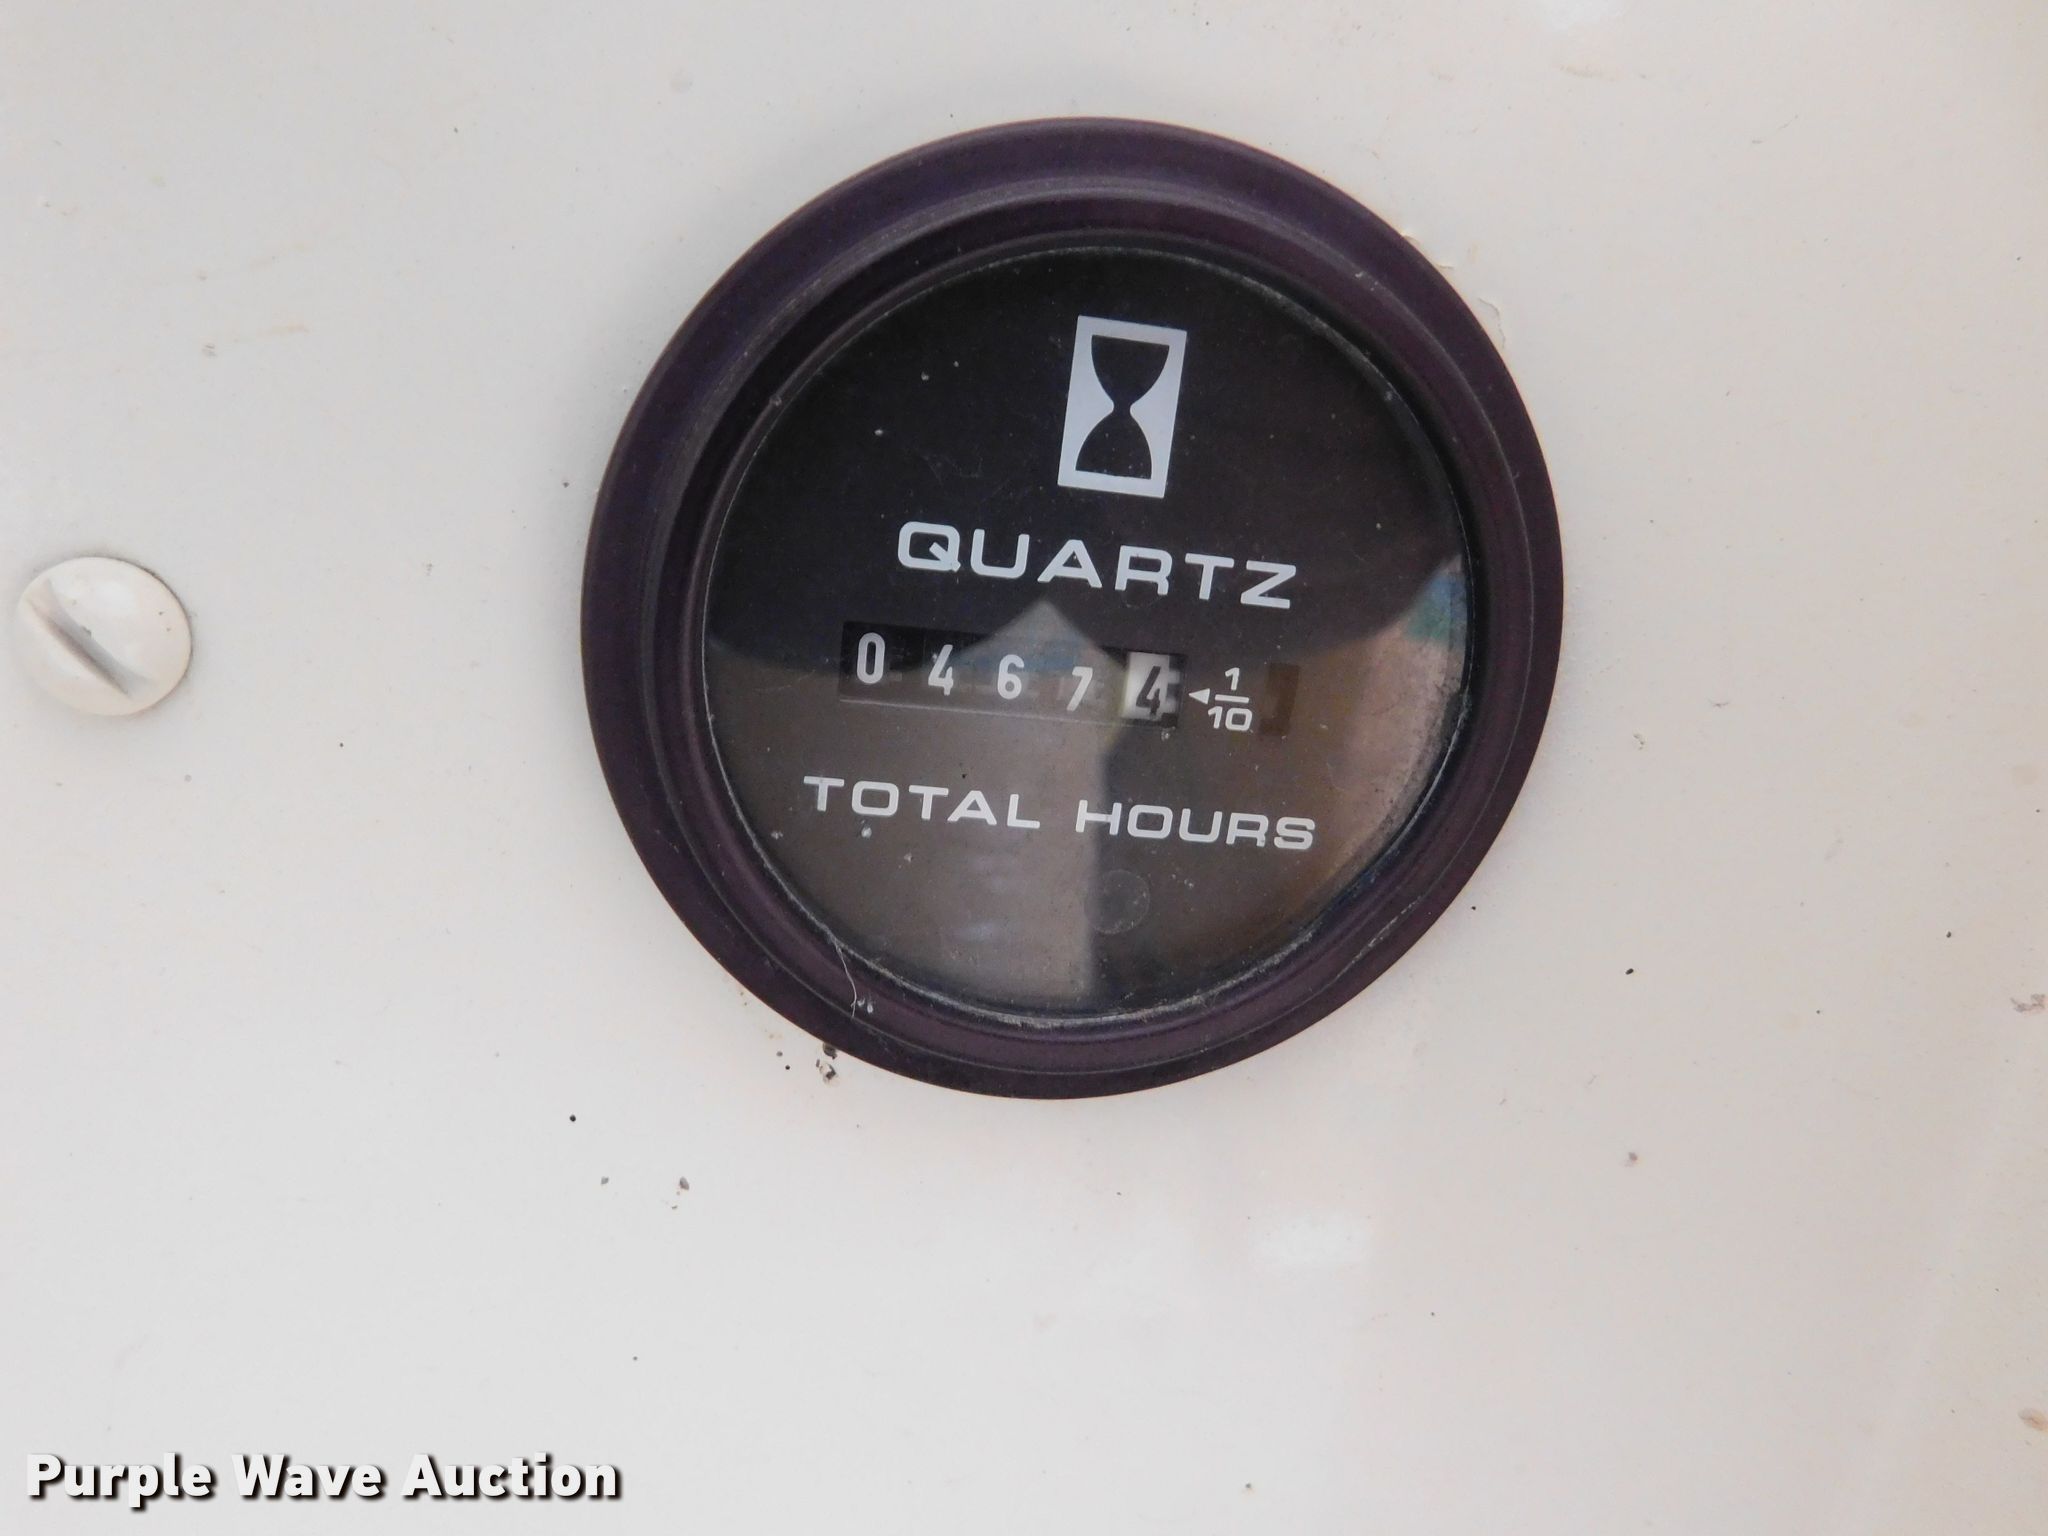 QUARTZ
0 4 6 7 4 ◄ 1/10
TOTAL HOURS
Purple Wave Auction